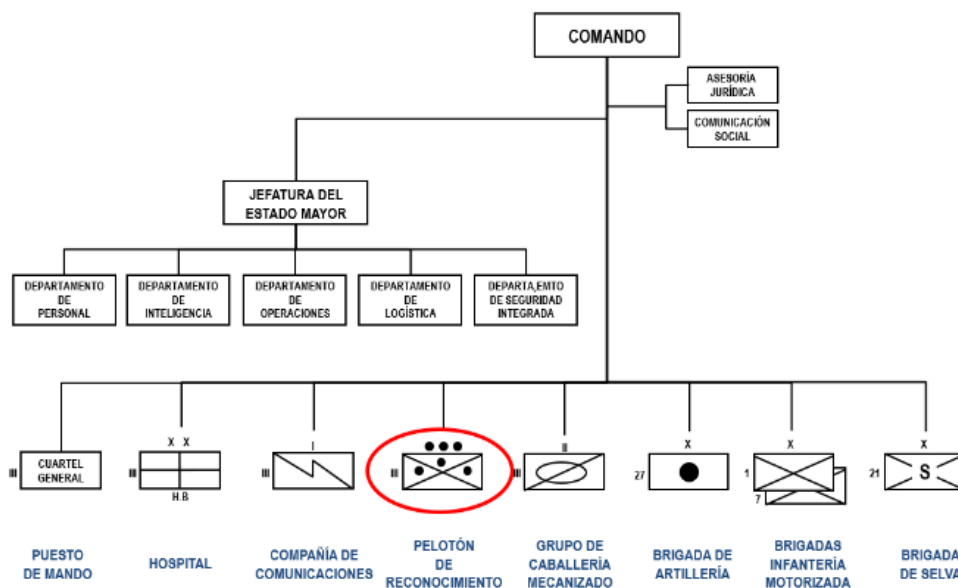 COMANDO
ASESORÍA
JURÍDICA
COMUNICACIÓN
SOCIAL
JEFATURA DEL
ESTADO MAYOR
DEPARTAMENTO
DE
PERSONAL
DEPARTAMENTO
DE
INTELIGENCIA
DEPARTAMENTO
DE
OPERACIONES
DEPARTAMENTO
DE
LOGÍSTICA
DEPARTA,EMTO
DE SEGURIDAD
INTEGRADA
III
CUARTEL
GENERAL
X X
III
H.B
I
III
III
II
III
X
27
X
1
7
X
21
S
PUESTO
DE MANDO
HOSPITAL
COMPAÑÍA DE
COMUNICACIONES
PELOTÓN
DE
RECONOCIMIENTO
GRUPO DE
CABALLERÍA
MECANIZADO
BRIGADA DE
ARTILLERÍA
BRIGADAS
INFANTERÍA
MOTORIZADA
BRIGADA
DE SELVA